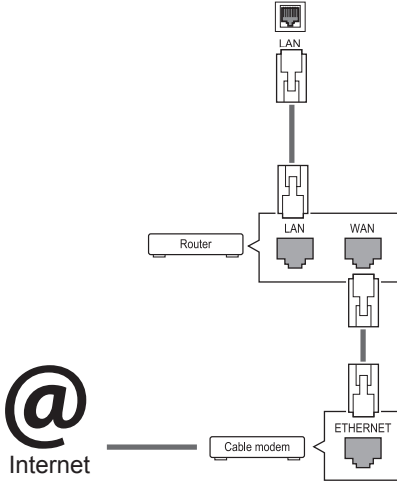 LAN
LAN
WAN
Router
ETHERNET
@
Internet
Cable modem